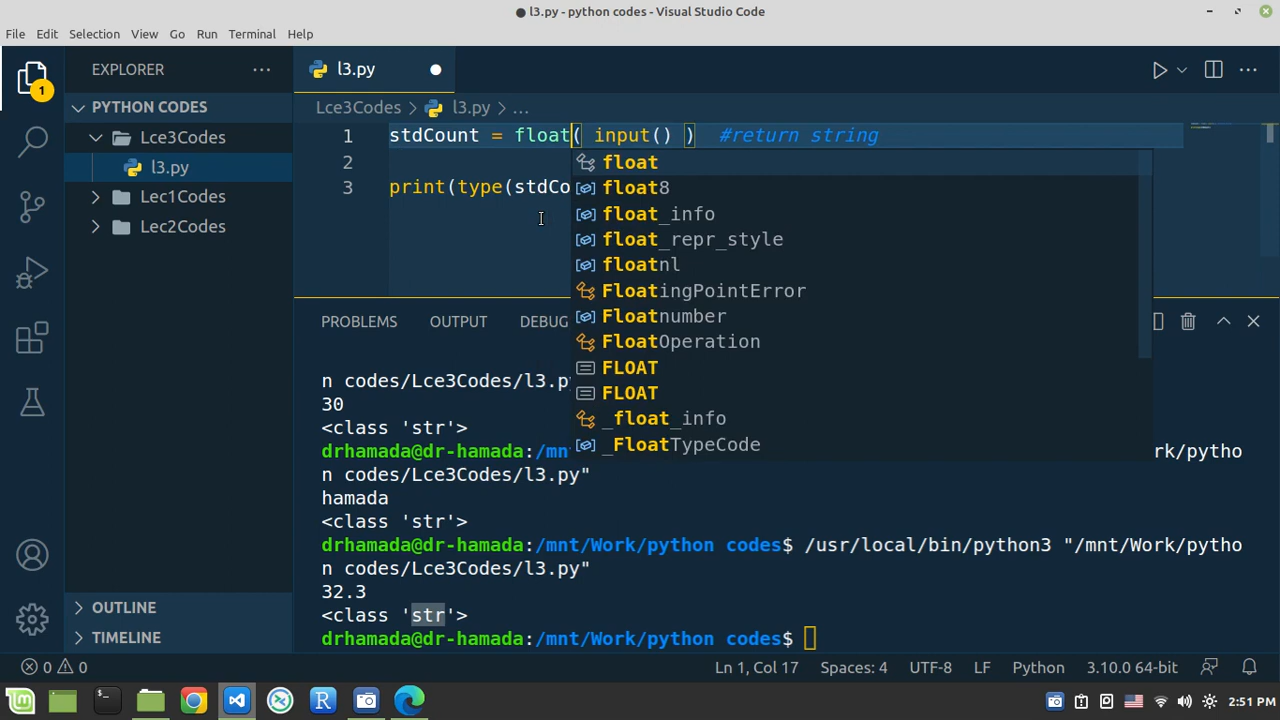 ● l3.py - python codes - Visual Studio Code
File Edit Selection View Go Run Terminal Help
EXPLORER ...
l3.py ●
1
PYTHON CODES
Lce3Codes > l3.py > ...
Lce3Codes
l3.py
Lec1Codes
Lec2Codes
1 stdCount = float( input() ) #return string
2
3 print(type(stdCo
float
float8
float_info
float_repr_style
floatnl
FloatingPointError
Floatnumber
FloatOperation
FLOAT
FLOAT
_float_info
_FloatTypeCode
PROBLEMS OUTPUT DEBUG
n codes/Lce3Codes/l3.py
30
<class 'str'>
drhamada@dr-hamada:/mn rk/pytho
n codes/Lce3Codes/l3.py"
hamada
<class 'str'>
drhamada@dr-hamada:/mnt/Work/python codes$ /usr/local/bin/python3 "/mnt/Work/pytho
n codes/Lce3Codes/l3.py"
32.3
<class 'str'>
drhamada@dr-hamada:/mnt/Work/python codes$
OUTLINE
TIMELINE
0 0 Ln 1, Col 17 Spaces: 4 UTF-8 LF Python 3.10.0 64-bit
R
2:51 PM